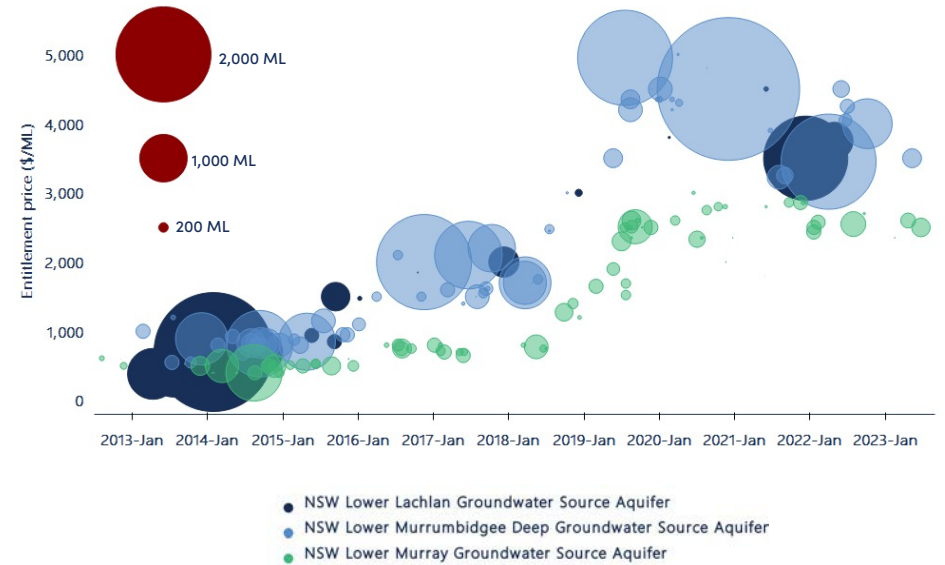 5,000
4,000
3,000
2,000
1,000
0
Entitlement price ($/ML)
2,000 ML
1,000 ML
200 ML
2013-Jan 2014-Jan 2015-Jan 2016-Jan 2017-Jan 2018-Jan 2019-Jan 2020-Jan 2021-Jan 2022-Jan 2023-Jan
NSW Lower Lachlan Groundwater Source Aquifer
NSW Lower Murrumbidgee Deep Groundwater Source Aquifer
NSW Lower Murray Groundwater Source Aquifer